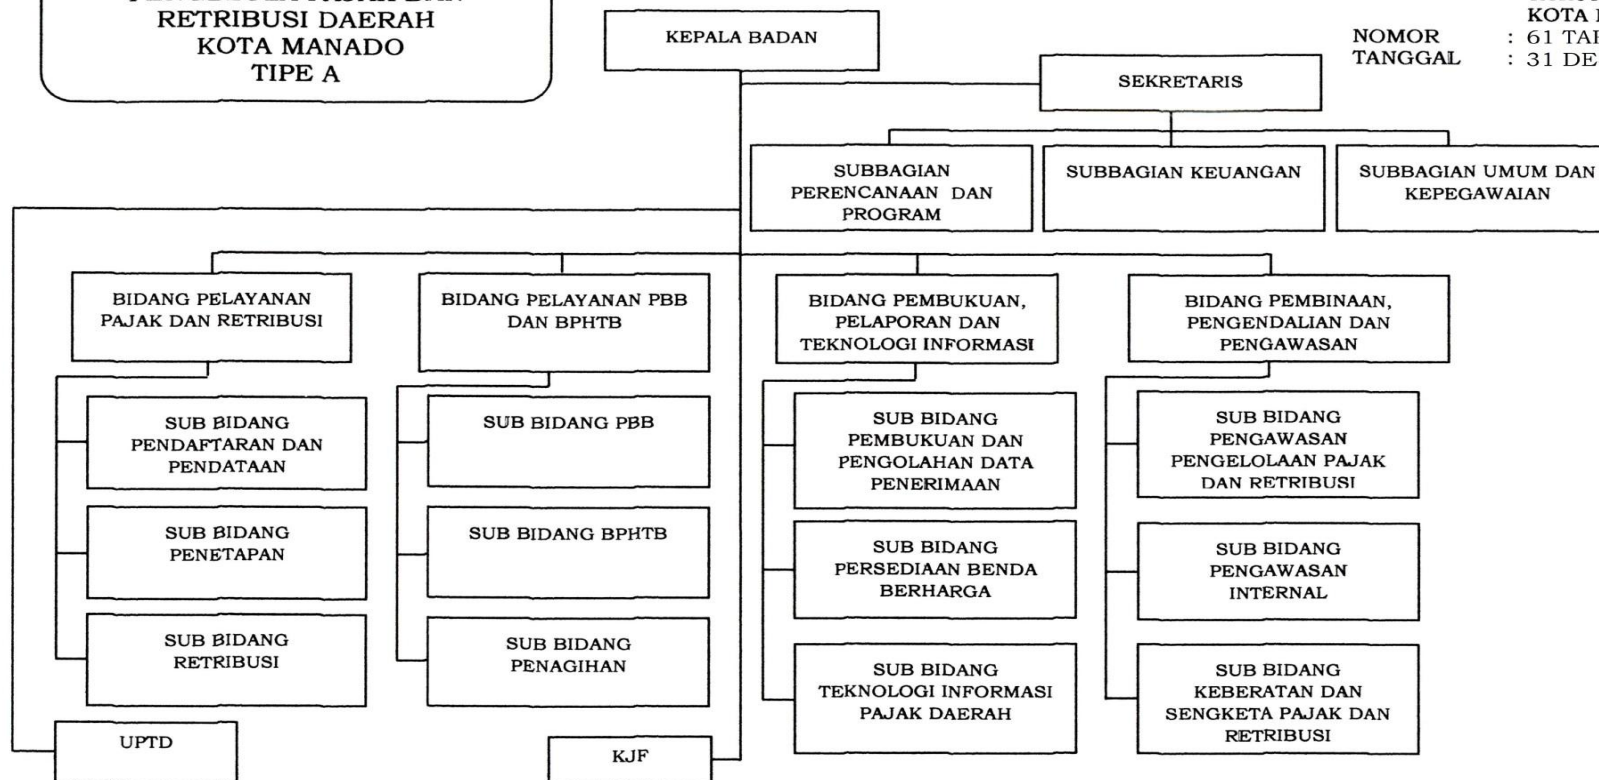 RETRIBUSI DAERAH
KOTA MANADO
TIPE A
KEPALA BADAN
NOMOR : 61
TANGGAL : 31
SEKRETARIS
SUBBAGIAN
PERENCANAAN DAN
PROGRAM
SUBBAGIAN KEUANGAN
SUBBAGIAN UMUM DAN
KEPEGAWAIAN
BIDANG PELAYANAN
PAJAK DAN RETRIBUSI
BIDANG PELAYANAN PBB
DAN BPHTB
BIDANG PEMBUKUAN,
PELAPORAN DAN
TEKNOLOGI INFORMASI
BIDANG PEMBINAAN,
PENGENDALIAN DAN
PENGAWASAN
SUB BIDANG
PENDAFTARAN DAN
PENDATAAN
SUB BIDANG PBB
SUB BIDANG
PEMBUKUAN DAN
PENGOLAHAN DATA
PENERIMAAN
SUB BIDANG
PENGAWASAN
PENGELOLAAN PAJAK
DAN RETRIBUSI
SUB BIDANG
PENETAPAN
SUB BIDANG BPHTB
SUB BIDANG
PERSEDIAAN BENDA
BERHARGA
SUB BIDANG
PENGAWASAN
INTERNAL
SUB BIDANG
RETRIBUSI
SUB BIDANG
PENAGIHAN
SUB BIDANG
TEKNOLOGI INFORMASI
PAJAK DAERAH
SUB BIDANG
KEBERATAN DAN
SENGKETA PAJAK DAN
RETRIBUSI
UPTD
KJF